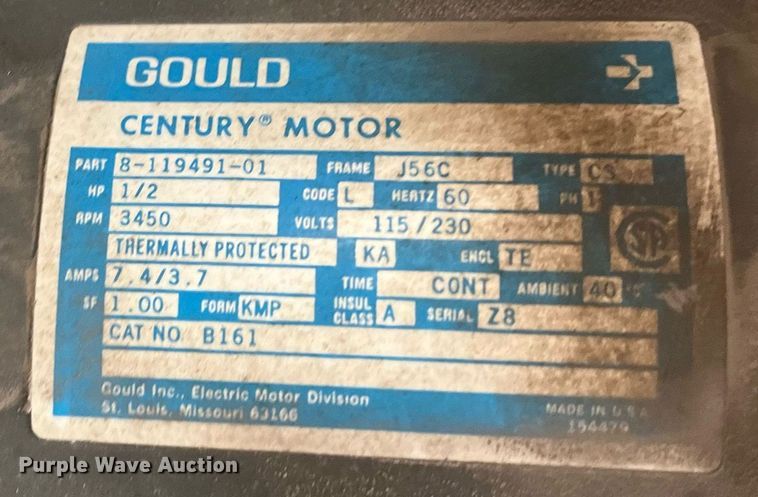 GOULD
CENTURY® MOTOR
PART 8-119491-01 FRAME J56C TYPE CS
HP 1/2 CODE L HERTZ 60 PH 1
RPM 3450 VOLTS 115/230
THERMALLY PROTECTED KA ENCL TE
AMPS 7.4/3.7 TIME CONT AMBIENT 40 °C
SF 1.00 FORM KMP INSUL CLASS A SERIAL Z8
CAT NO B161
Gould Inc., Electric Motor Division
St. Louis, Missouri 63166
MADE IN U.S.A.
154479
Purple Wave Auction